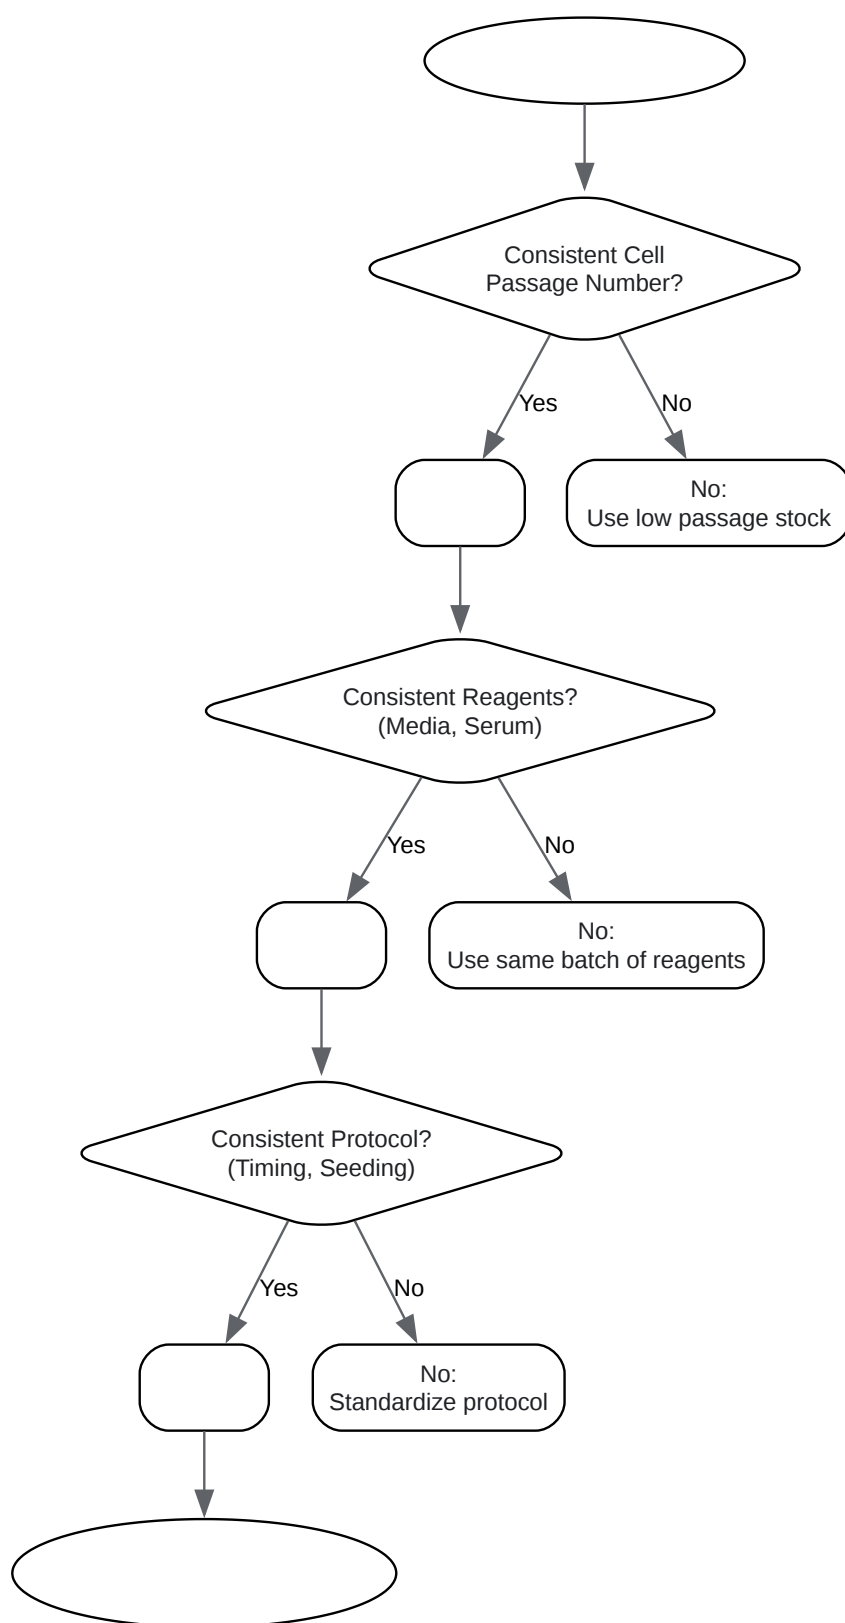 Consistent Cell
Passage Number?
Yes
No
No:
Use low passage stock
Consistent Reagents?
(Media, Serum)
Yes
No
No:
Use same batch of reagents
Consistent Protocol?
(Timing, Seeding)
Yes
No
No:
Standardize protocol